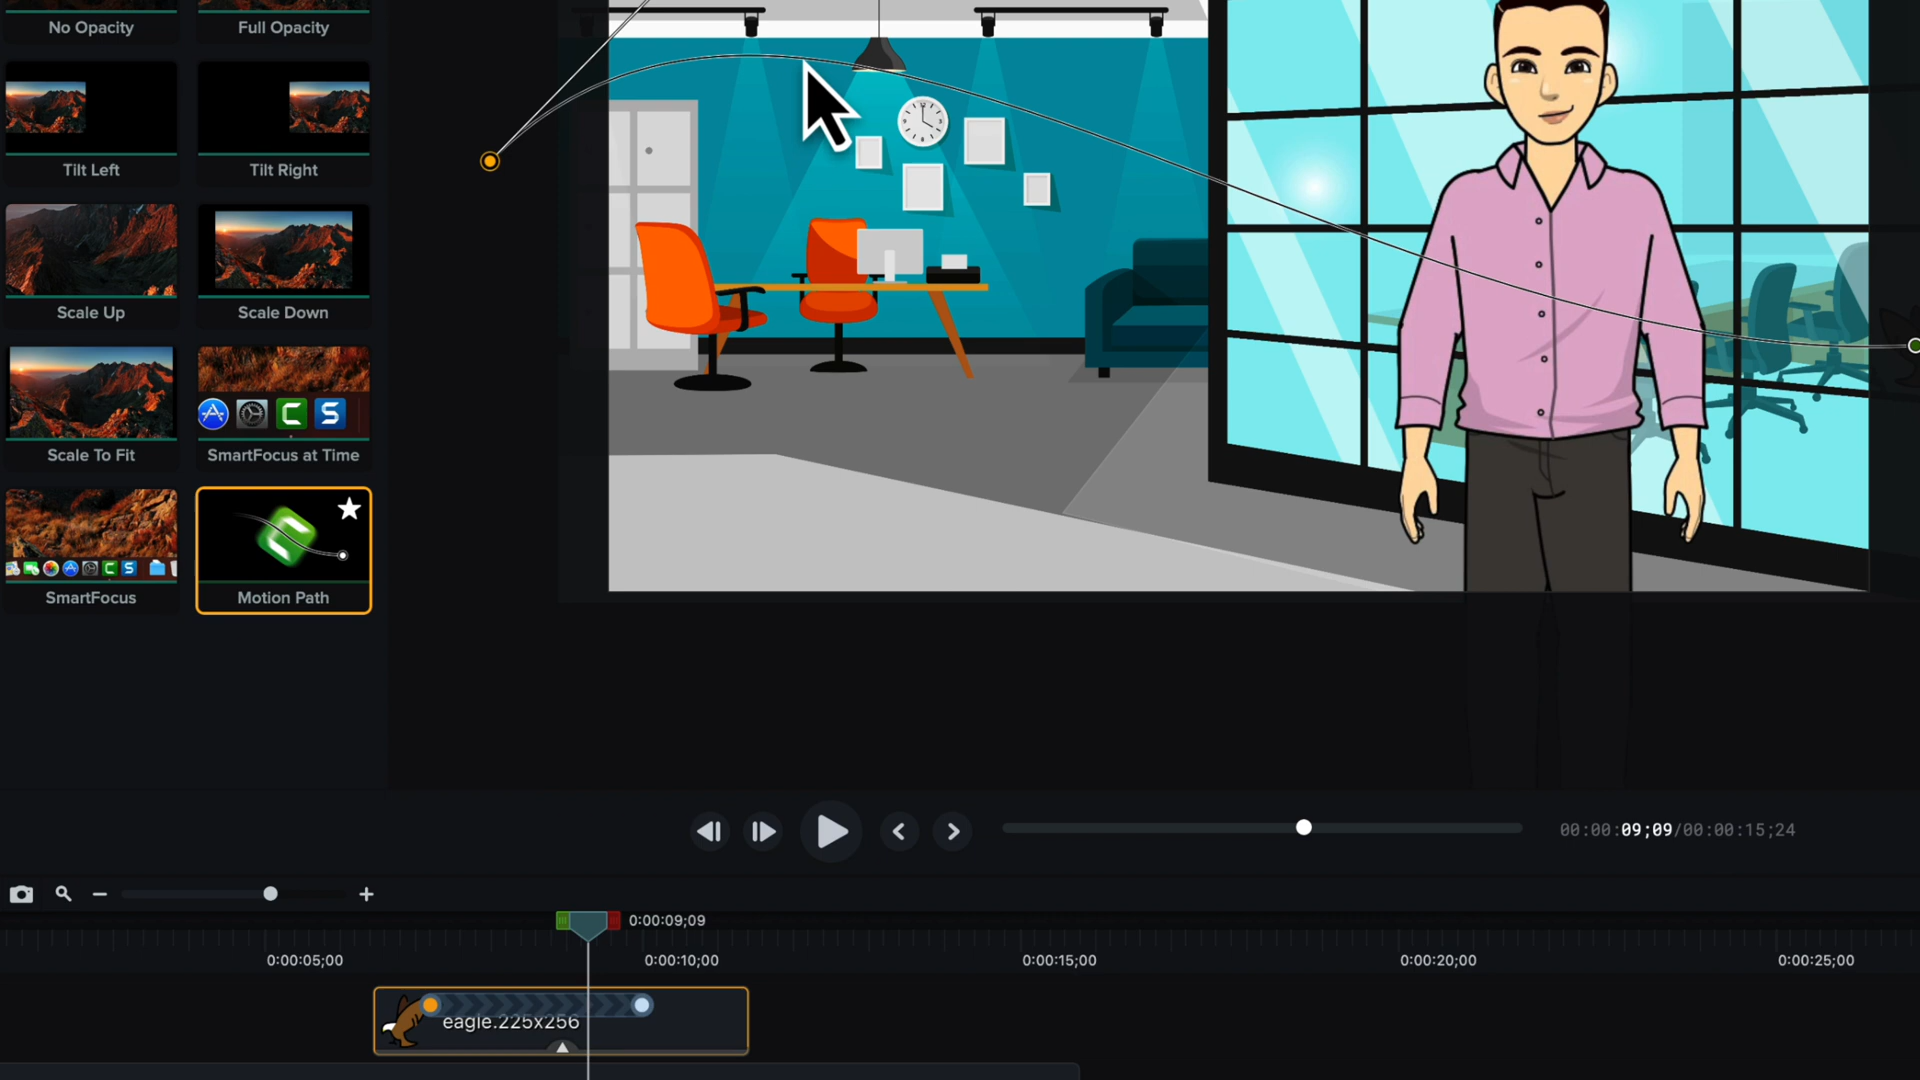 No Opacity
Full Opacity
Tilt Left
Tilt Right
Scale Up
Scale Down
Scale To Fit
SmartFocus at Time
SmartFocus
Motion Path
00:00:09;09/00:00:15;24
0:00:09;09
0:00:05;00
0:00:10;00
0:00:15;00
0:00:20;00
0:00:25;00
eagle.225x256